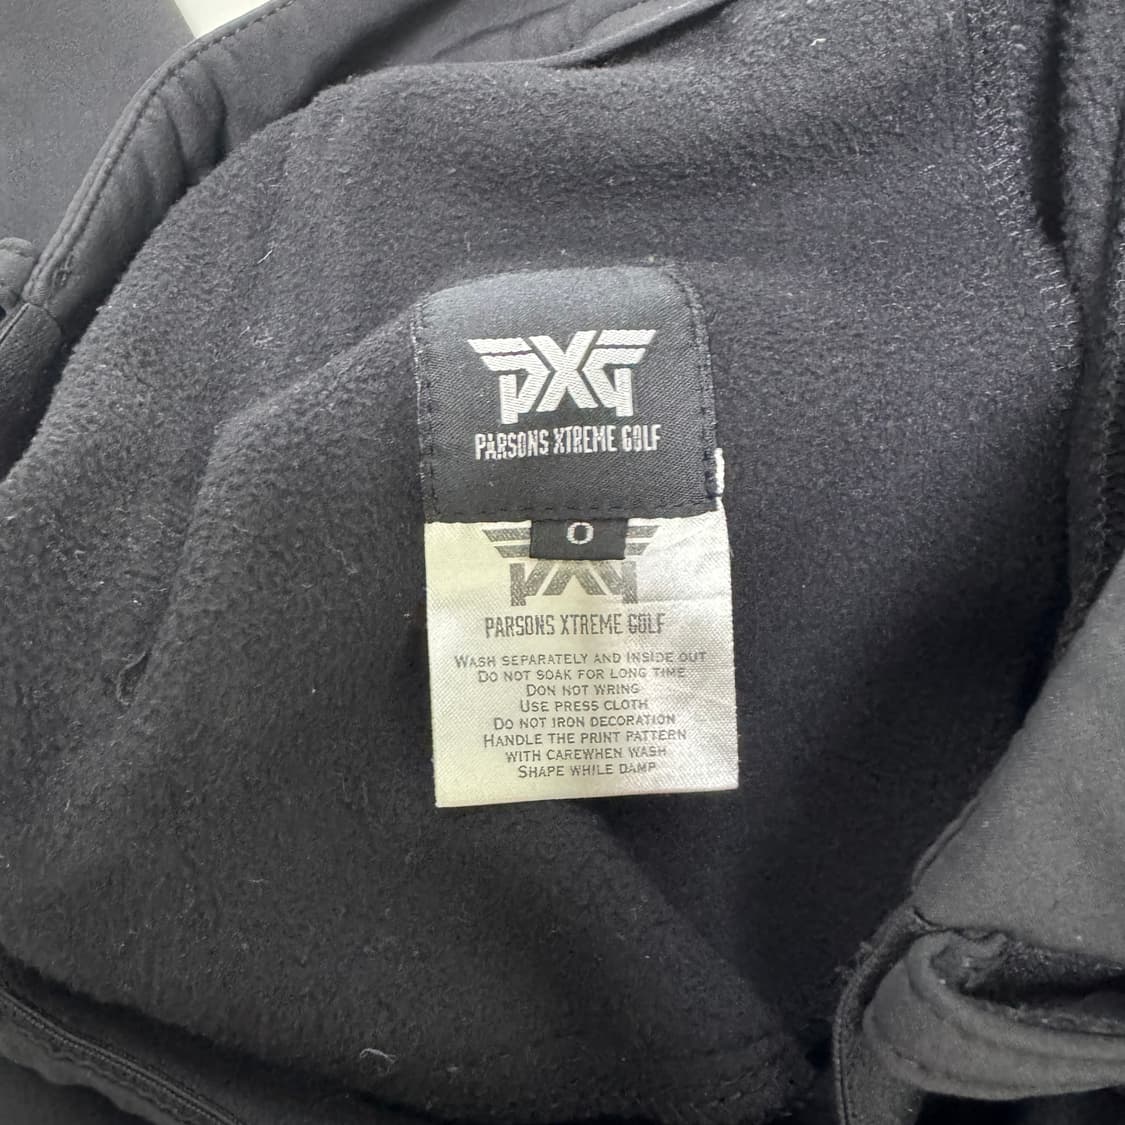 PXG
PARSONS XTREME GOLF
0
PXG
PARSONS XTREME GOLF
WASH SEPARATELY AND INSIDE OUT
DO NOT SOAK FOR LONG TIME
DON NOT WRING
USE PRESS CLOTH
DO NOT IRON DECORATION
HANDLE THE PRINT PATTERN
WITH CAREWHEN WASH
SHAPE WHILE DAMP